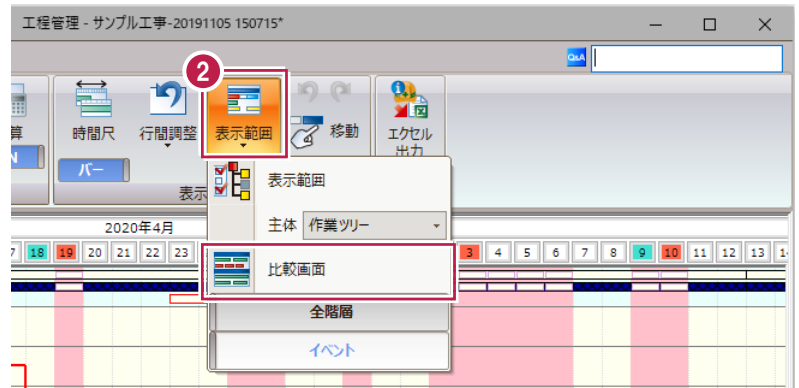 工程管理 - サンプル工事-20191105 150715*
Q&A
2
算
時間尺
行間調整
表示範囲
移動
エクセル
出力
N
バー
表示
表示範囲
主体 作業ツリー
比較画面
全階層
イベント
2020年4月
7 18 19 20 21 22 23 3 4 5 6 7 8 9 10 11 12 13 1